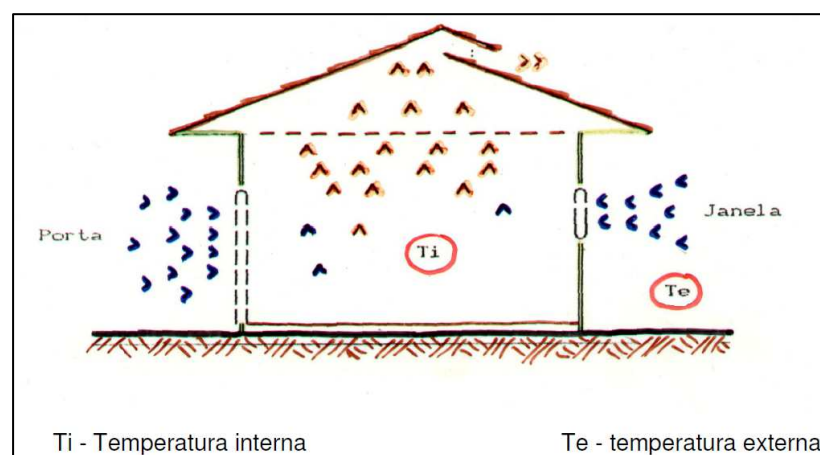 Porta
Ti
Janela
Te
Ti - Temperatura interna
Te - temperatura externa